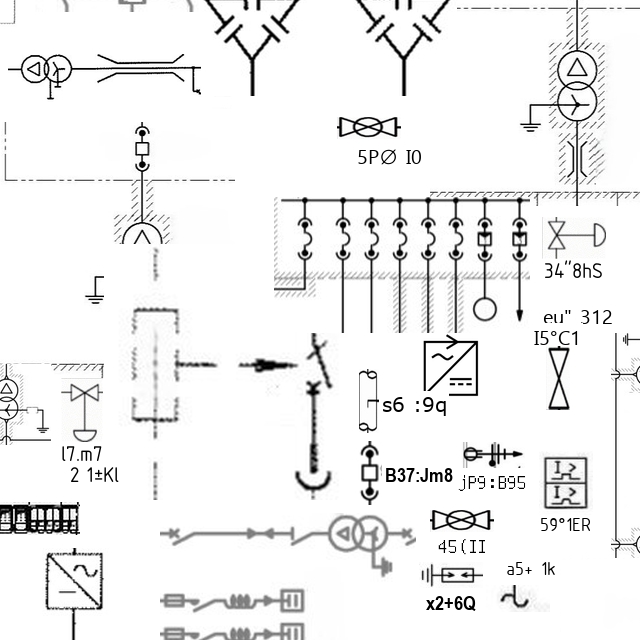 5P∅ I0
34"8hS
eu" 312
I5°C1
s6 :9q
l7.m7
2 1±Kl
B37:Jm8
jP9:B95
59°1ER
45(II
a5+ 1k
x2+6Q